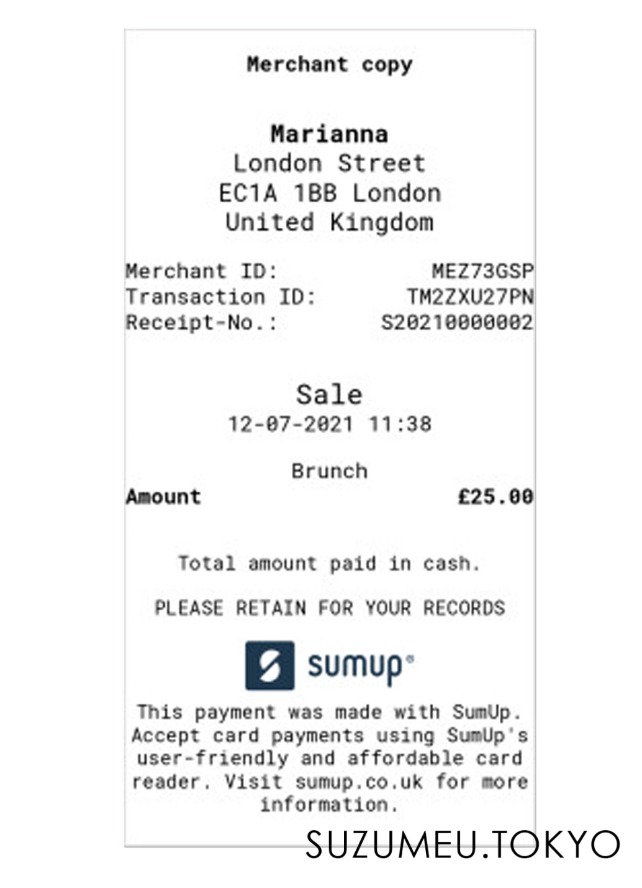 Merchant copy
Marianna
London Street
EC1A 1BB London
United Kingdom
Merchant ID: MEZ73GSP
Transaction ID: TM2ZXU27PN
Receipt-No.: S20210000002
Sale
12-07-2021 11:38
Brunch
Amount £25.00
Total amount paid in cash.
PLEASE RETAIN FOR YOUR RECORDS
sumup®
This payment was made with SumUp.
Accept card payments using SumUp's
user-friendly and affordable card
reader. Visit sumup.co.uk for more
information.
SUZUMEU.TOKYO